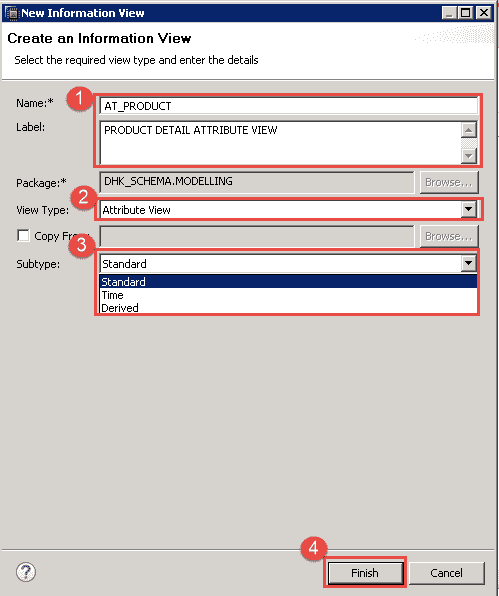 New Information View
Create an Information View
Select the required view type and enter the details
1
Name:* AT_PRODUCT
Label: PRODUCT DETAIL ATTRIBUTE VIEW
Package:* DHK_SCHEMA.MODELLING Browse...
2
View Type: Attribute View
Copy From: Browse...
3
Subtype: Standard
Standard
Time
Derived
4
? Finish Cancel